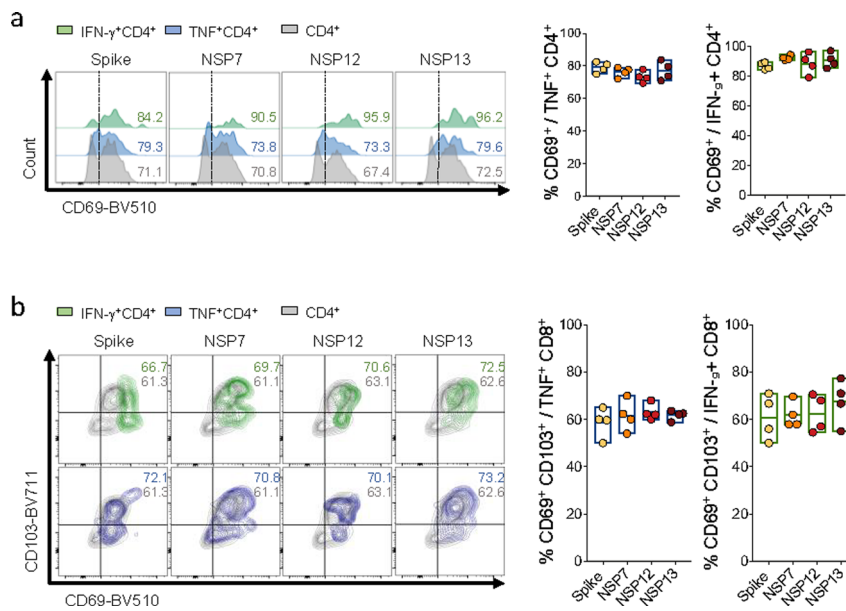 a
IFN-γ⁺CD4⁺ TNF⁺CD4⁺ CD4⁺
Spike NSP7 NSP12 NSP13
84.2 90.5 95.9 96.2
79.3 73.8 73.3 79.6
71.1 70.8 67.4 72.5
Count
CD69-BV510
% CD69⁺ / TNF⁺ CD4⁺
100
80
60
40
20
0
Spike NSP7 NSP12 NSP13
% CD69⁺ / IFN-g+ CD4⁺
100
80
60
40
20
0
Spike NSP7 NSP12 NSP13
b
IFN-γ⁺CD4⁺ TNF⁺CD4⁺ CD4⁺
Spike NSP7 NSP12 NSP13
66.7 69.7 70.6 72.5
61.3 61.1 63.1 62.6
72.1 70.8 70.1 73.2
61.3 61.1 63.1 62.6
CD103-BV711
CD69-BV510
% CD69⁺ CD103⁺ / TNF⁺ CD8⁺
100
80
60
40
20
0
Spike NSP7 NSP12 NSP13
% CD69⁺ CD103⁺ / IFN-g+ CD8⁺
100
80
60
40
20
0
Spike NSP7 NSP12 NSP13